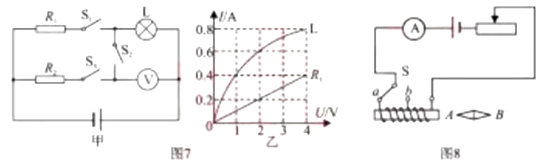 R₁ S₁ L
S₂
R₂ S₃ V
甲
I/A
0.8 L
0.6
0.4 R₁
0.2
0 1 2 3 4 U/V
乙
图7
A
S
a b
A B
图8